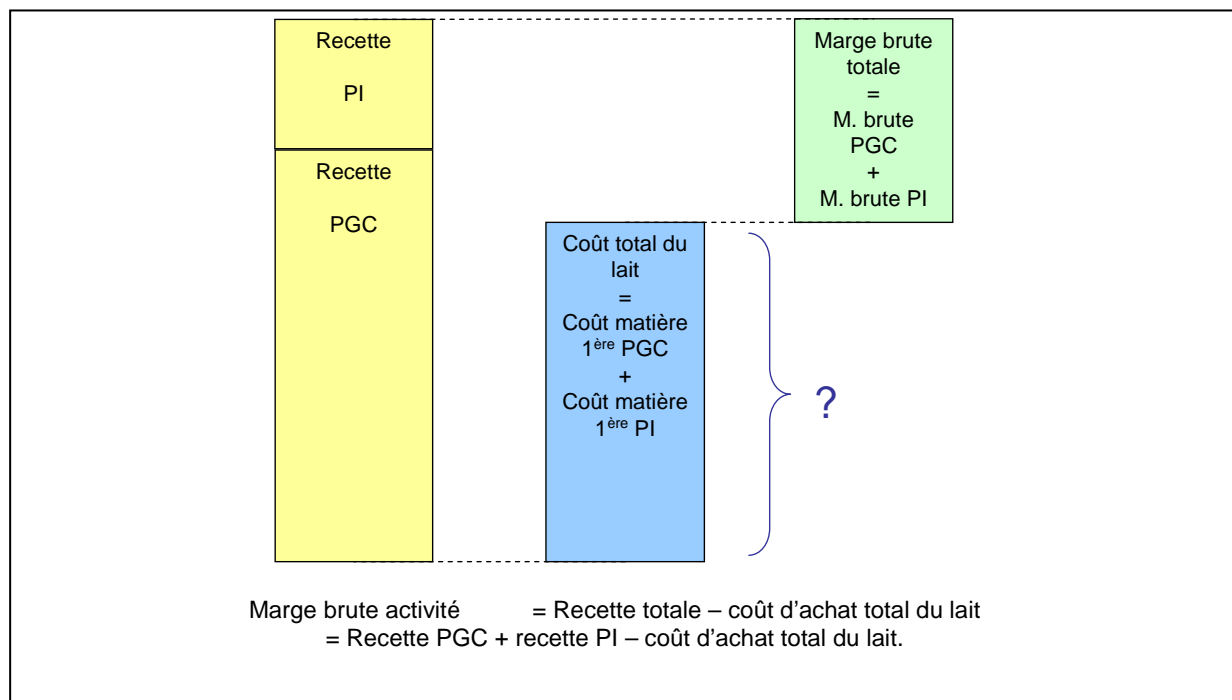 Recette
PI
Recette
PGC
Coût total du
lait
=
Coût matière
1ère PGC
+
Coût matière
1ère PI
Marge brute
totale
=
M. brute
PGC
+
M. brute PI
?
Marge brute activité = Recette totale – coût d’achat total du lait
= Recette PGC + recette PI – coût d’achat total du lait.